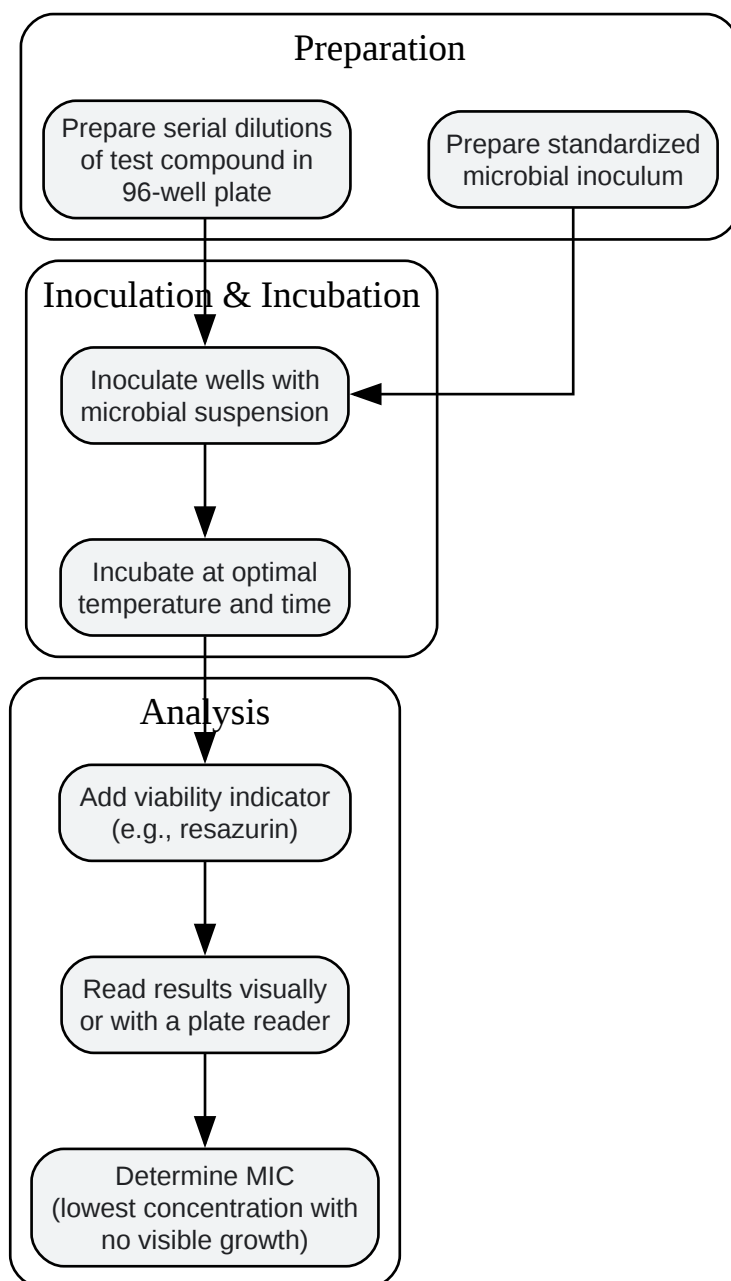 Preparation
Prepare serial dilutions
of test compound in
96-well plate
Prepare standardized
microbial inoculum
Inoculation & Incubation
Inoculate wells with
microbial suspension
Incubate at optimal
temperature and time
Analysis
Add viability indicator
(e.g., resazurin)
Read results visually
or with a plate reader
Determine MIC
(lowest concentration with
no visible growth)